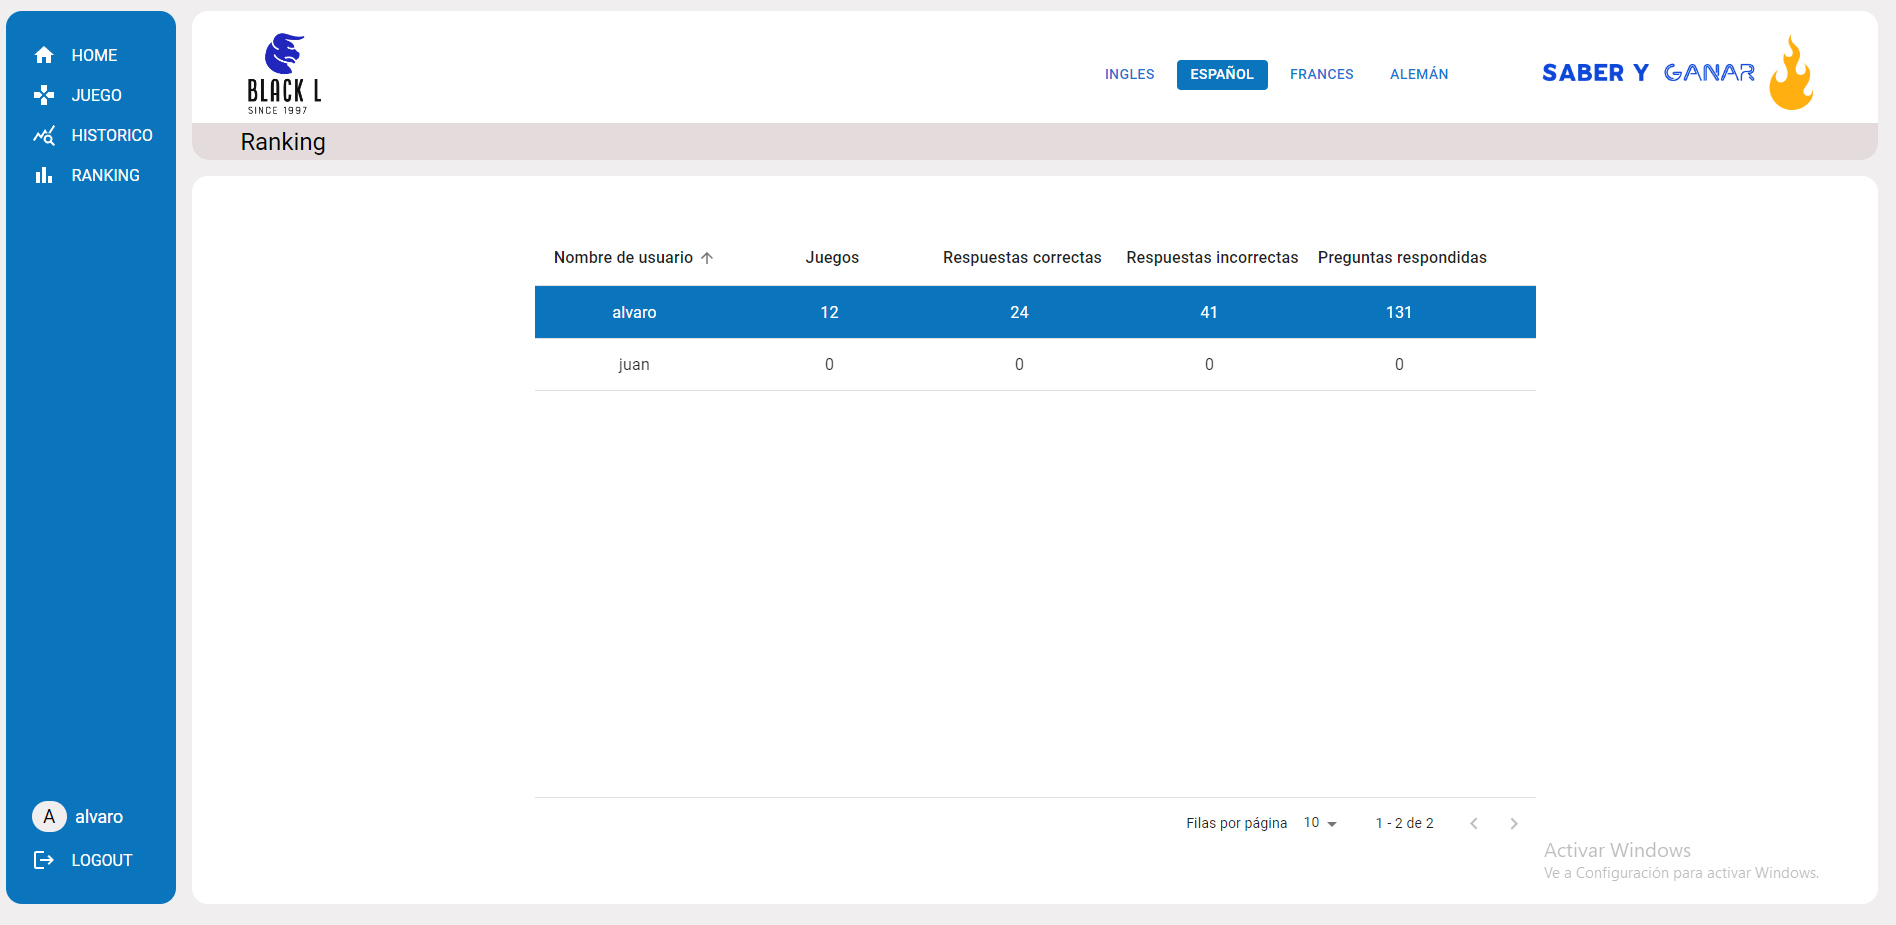 HOME
JUEGO
HISTORICO
RANKING
alvaro
LOGOUT
BLACK L
SINCE 1997
INGLES ESPAÑOL FRANCES ALEMÁN
SABER Y GANAR
Ranking
Nombre de usuario Juegos Respuestas correctas Respuestas incorrectas Preguntas respondidas
alvaro 12 24 41 131
juan 0 0 0 0
Filas por página 10 1 - 2 de 2
Activar Windows
Ve a Configuración para activar Windows.
A